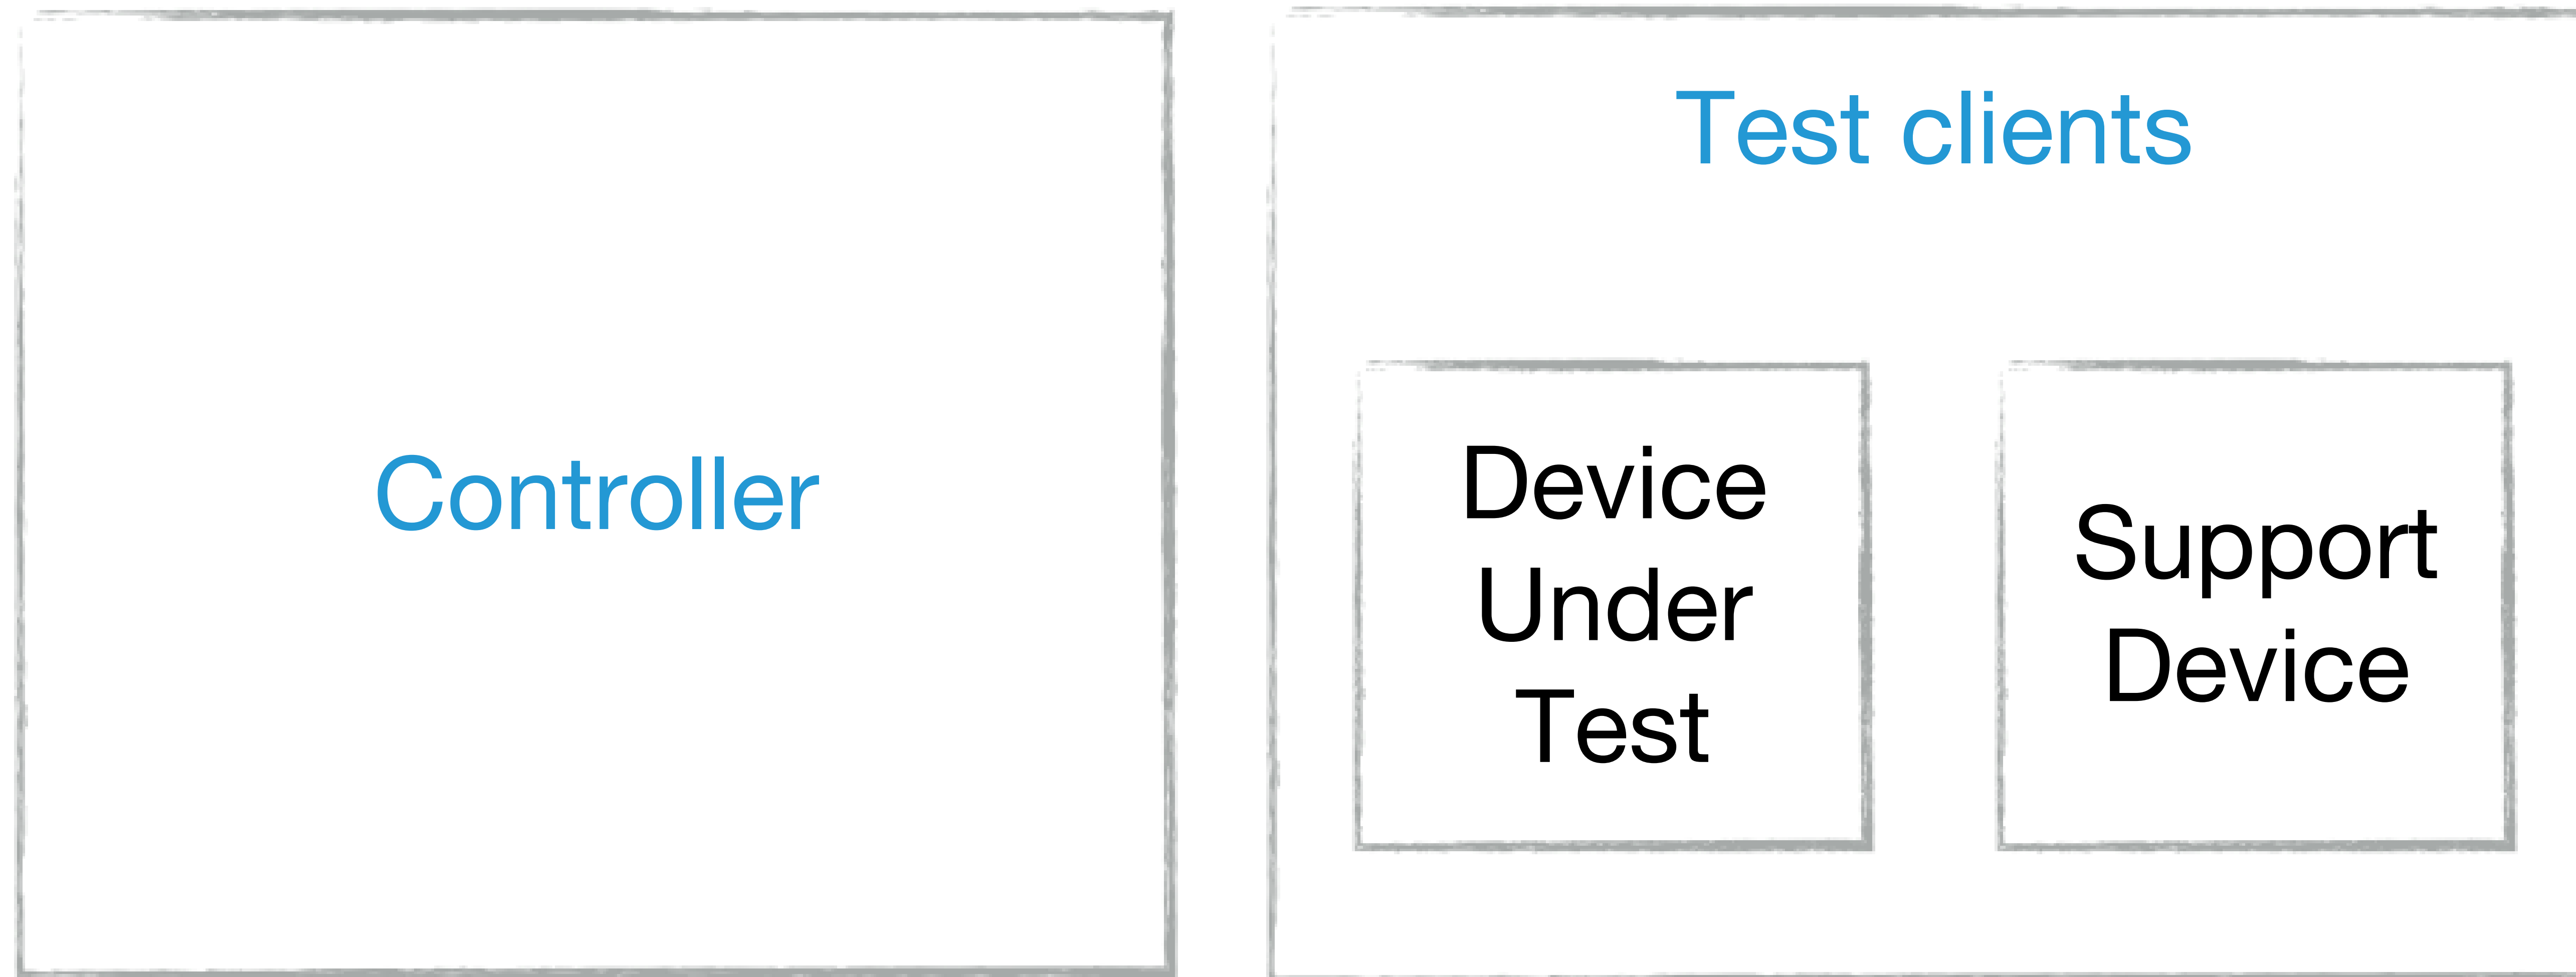 Controller
Test clients
Device
Under
Test
Support
Device